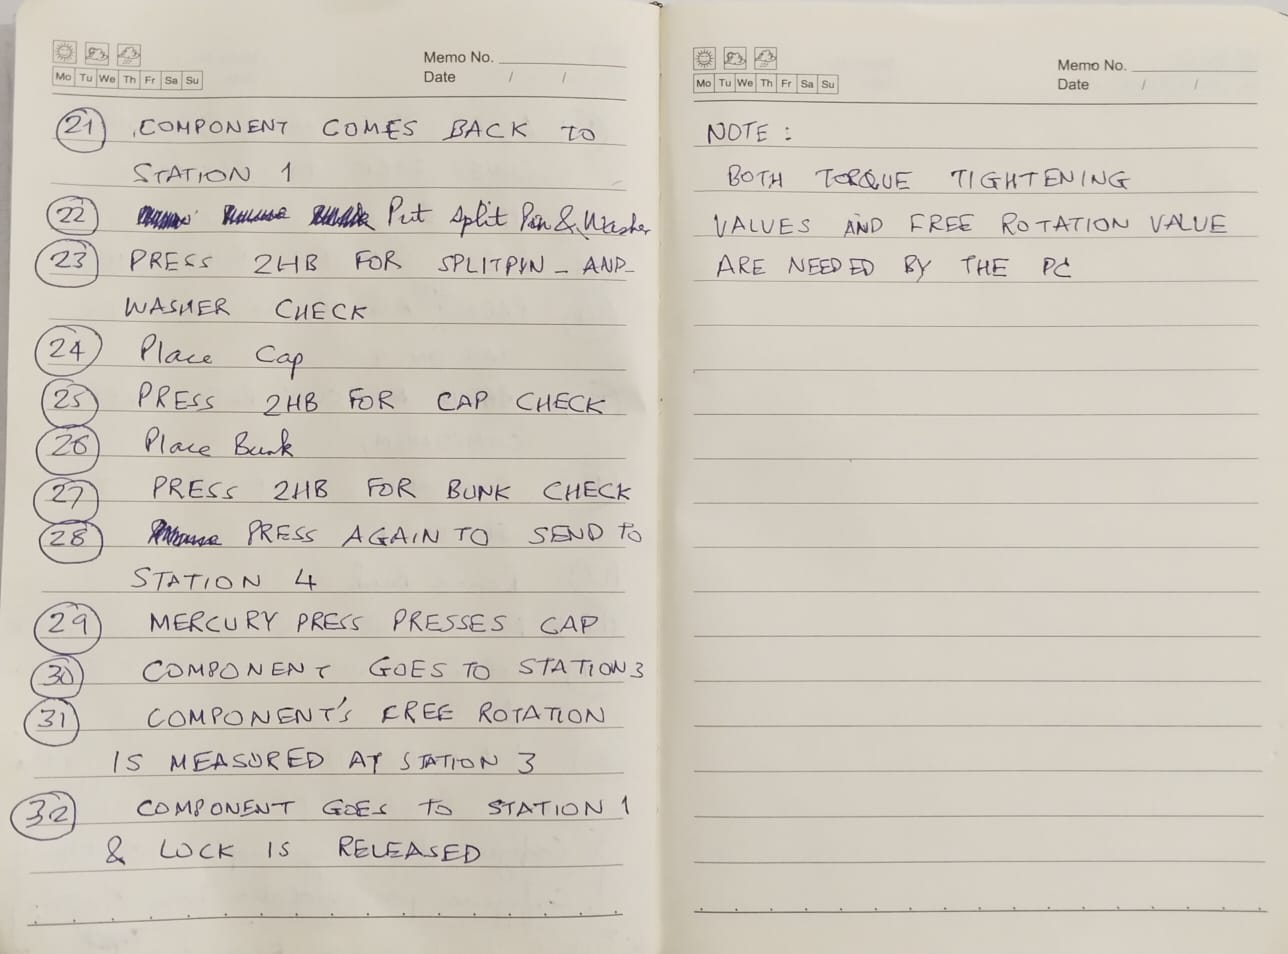 Memo No.
Mo Tu We Th Fr Sa Su
Date / /
21 COMPONENT COMES BACK TO
STATION 1
22 Put split Pin & Washer
23 PRESS 2HB FOR SPLITPIN - AND -
WASHER CHECK
24 Place Cap
25 PRESS 2HB FOR CAP CHECK
26 Place Bunk
27 PRESS 2HB FOR BUNK CHECK
28 PRESS AGAIN TO SEND TO
STATION 4
29 MERCURY PRESS PRESSES CAP
30 COMPONENT GOES TO STATION 3
31 COMPONENT'S FREE ROTATION
IS MEASURED AT STATION 3
32 COMPONENT GOES TO STATION 1
& LOCK IS RELEASED
Memo No.
Mo Tu We Th Fr Sa Su
Date / /
NOTE :
BOTH TORQUE TIGHTENING
VALUES AND FREE ROTATION VALUE
ARE NEEDED BY THE PC